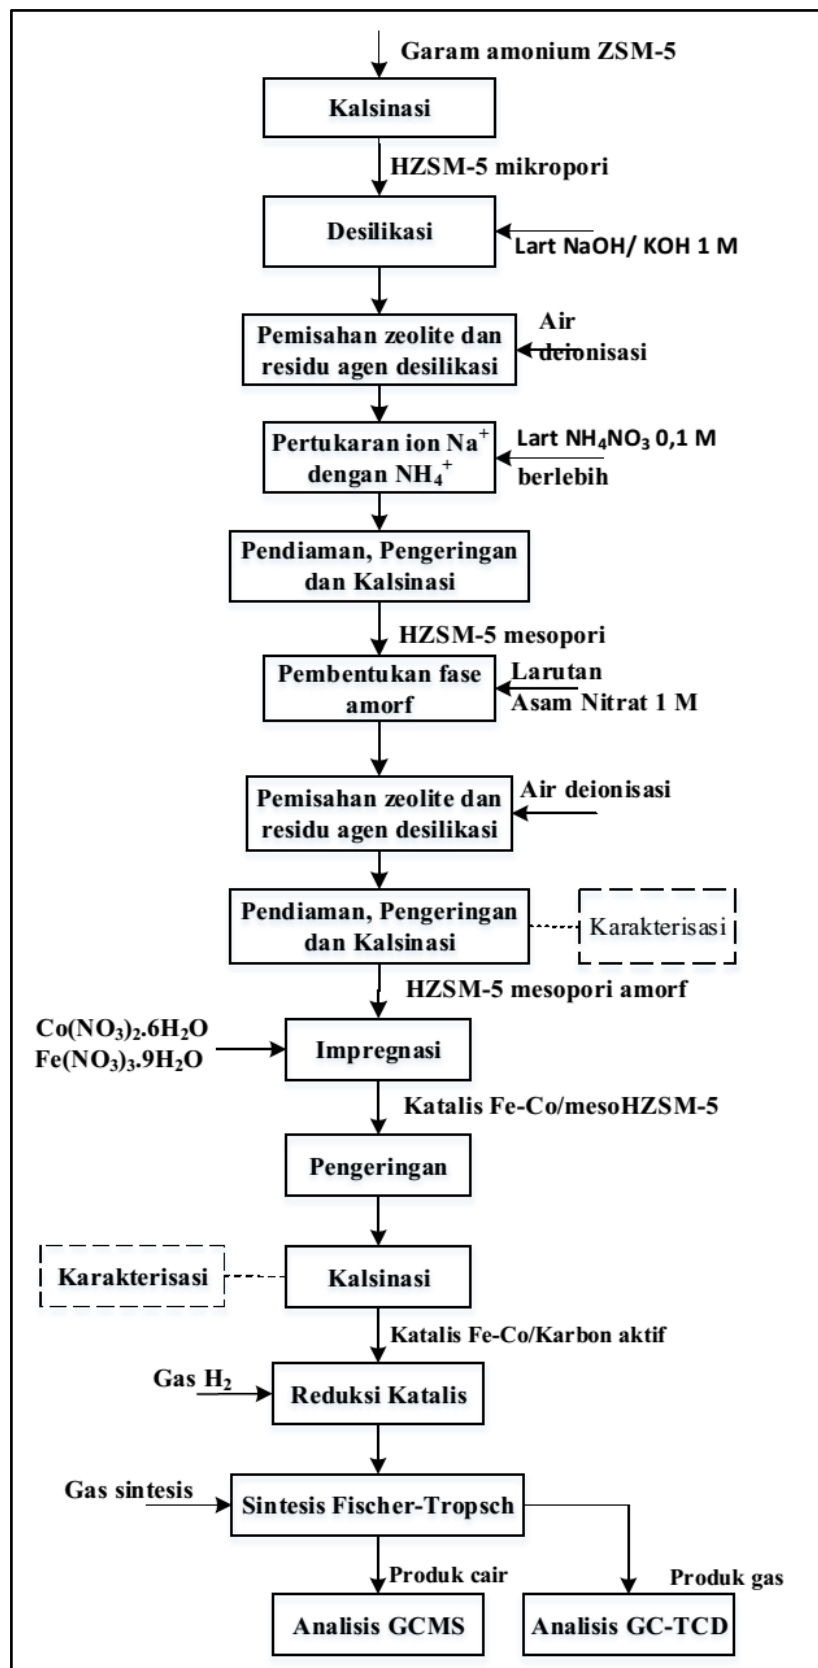 Garam amonium ZSM-5
Kalsinasi
HZSM-5 mikropori
Desilikasi
Lart NaOH/ KOH 1 M
Pemisahan zeolite dan
residu agen desilikasi
Air
deionisasi
Pertukaran ion Na⁺
dengan NH₄⁺
Lart NH₄NO₃ 0,1 M
berlebih
Pendiaman, Pengeringan
dan Kalsinasi
HZSM-5 mesopori
Pembentukan fase
amorf
Larutan
Asam Nitrat 1 M
Air deionisasi
Pemisahan zeolite dan
residu agen desilikasi
Pendiaman, Pengeringan
dan Kalsinasi
Karakterisasi
HZSM-5 mesopori amorf
Co(NO₃)₂.6H₂O
Fe(NO₃)₃.9H₂O
Impregnasi
Katalis Fe-Co/mesoHZSM-5
Pengeringan
Karakterisasi
Kalsinasi
Katalis Fe-Co/Karbon aktif
Gas H₂
Reduksi Katalis
Gas sintesis
Sintesis Fischer-Tropsch
Produk cair
Produk gas
Analisis GCMS
Analisis GC-TCD